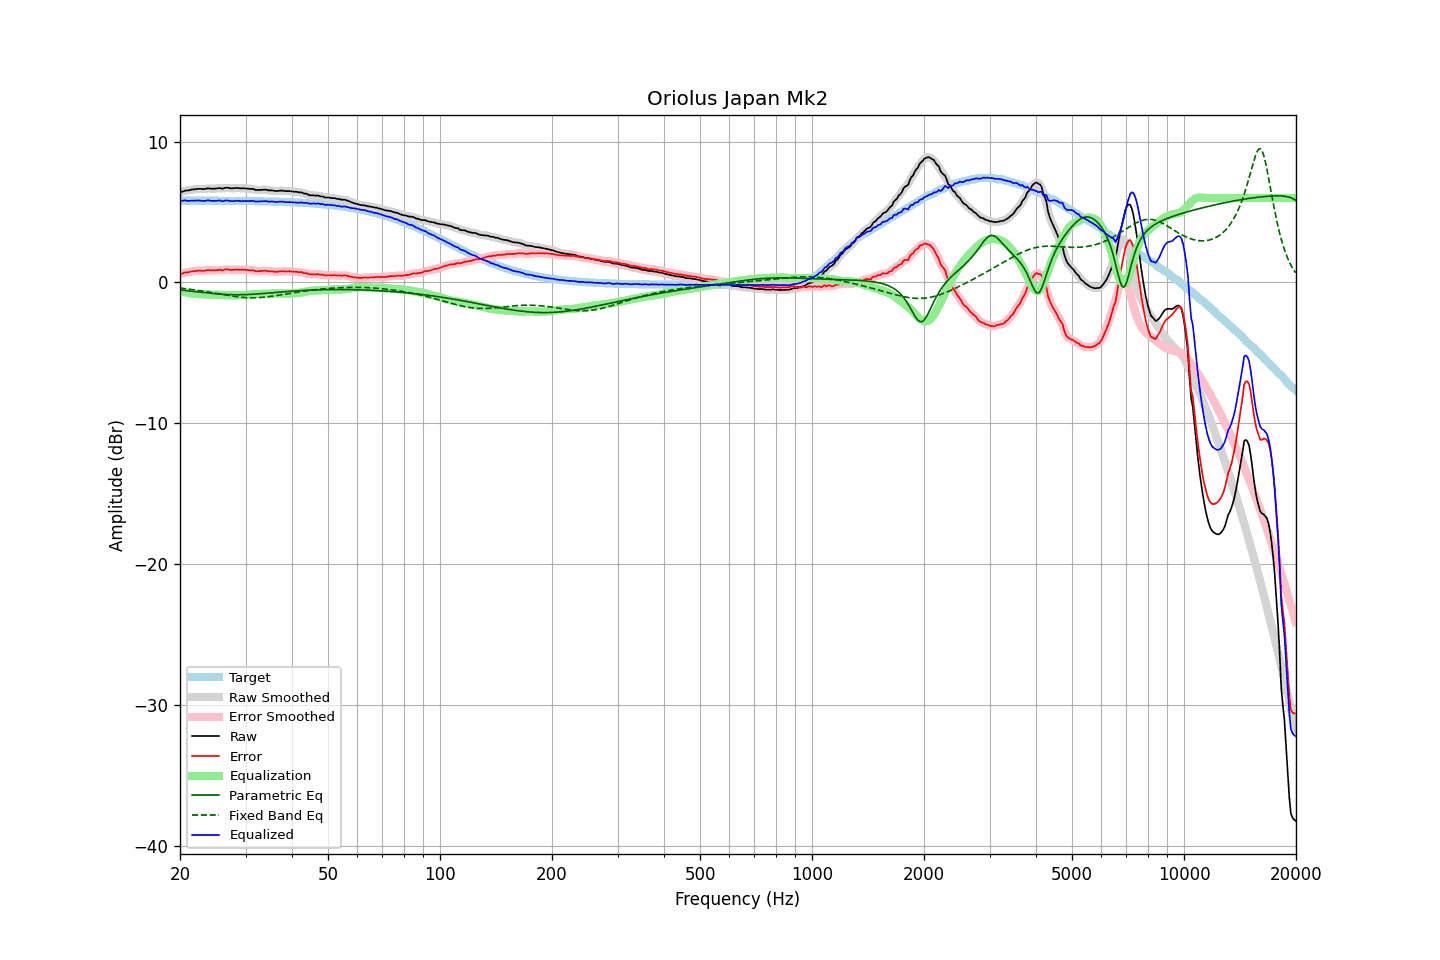 Oriolus Japan Mk2
10
0
−10
−20
−30
−40
Amplitude (dBr)
Target
Raw Smoothed
Error Smoothed
Raw
Error
Equalization
Parametric Eq
Fixed Band Eq
Equalized
20 50 100 200 500 1000 2000 5000 10000 20000
Frequency (Hz)